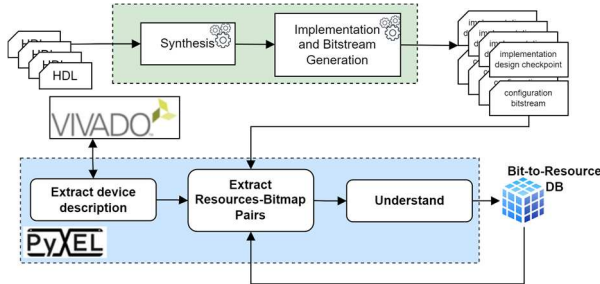 HDL
HDL
HDL
HDL
Synthesis
Implementation
and Bitstream
Generation
implementation
design checkpoint
configuration
bitstream
VIVADO
Extract device
description
Extract
Resources-Bitmap
Pairs
Understand
Bit-to-Resource
DB
PyXEL